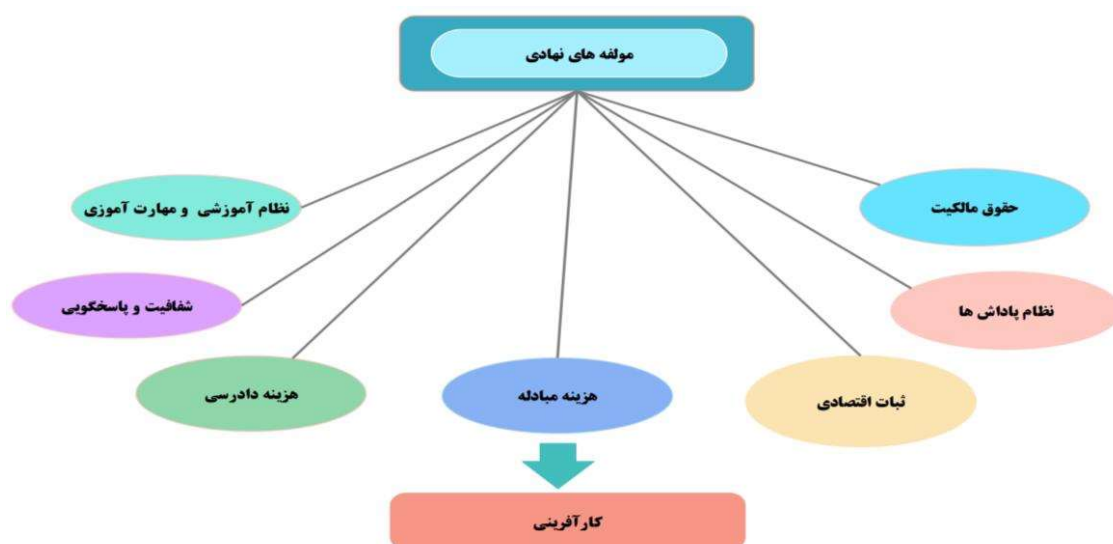 مولفه های نهادی
حقوق مالکیت
نظام آموزشی و مهارت آموزی
نظام پاداش ها
شفافیت و پاسخگویی
ثبات اقتصادی
هزینه مبادله
هزینه دادرسی
کارآفرینی